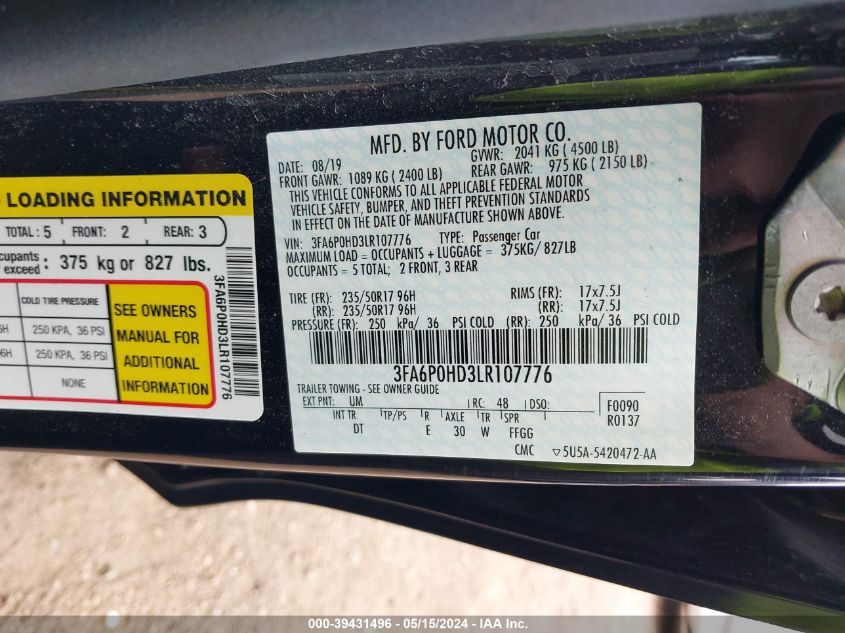 LOADING INFORMATION
TOTAL: 5 FRONT: 2 REAR: 3
cupants
exceed: 375 kg or 827 lbs.
COLD TIRE PRESSURE
250 KPA, 36 PSI
6H 250 KPA, 36 PSI
NONE
SEE OWNERS
MANUAL FOR
ADDITIONAL
INFORMATION
3FA6P0HD3LR107776
MFD. BY FORD MOTOR CO.
DATE: 08/19 GVWR: 2041 KG ( 4500 LB)
FRONT GAWR: 1089 KG ( 2400 LB) REAR GAWR: 975 KG ( 2150 LB)
THIS VEHICLE CONFORMS TO ALL APPLICABLE FEDERAL MOTOR
VEHICLE SAFETY, BUMPER, AND THEFT PREVENTION STANDARDS
IN EFFECT ON THE DATE OF MANUFACTURE SHOWN ABOVE.
VIN: 3FA6P0HD3LR107776 TYPE: Passenger Car
MAXIMUM LOAD = OCCUPANTS + LUGGAGE = 375KG/ 827LB
OCCUPANTS = 5 TOTAL; 2 FRONT, 3 REAR
TIRE (FR): 235/50R17 96H RIMS (FR): 17x7.5J
(RR): 235/50R17 96H (RR): 17x7.5J
PRESSURE (FR): 250 kPa/ 36 PSI COLD (RR): 250 kPa/ 36 PSI COLD
3FA6P0HD3LR107776
TRAILER TOWING - SEE OWNER GUIDE
EXT PNT: UM RC: 48 DSO: F0090
INT TR TP/PS R AXLE TR SPR R0137
DT E 30 W FFGG
CMC ▽5U5A-5420472-AA
000-39431496 - 05/15/2024 - IAA Inc.